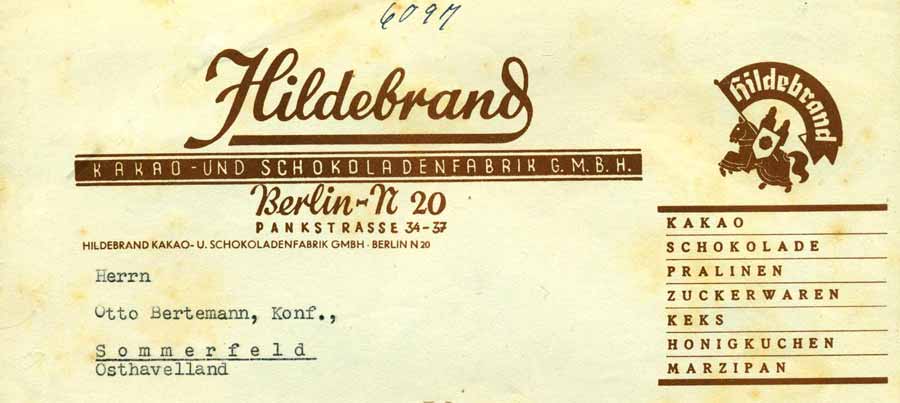 6097
Hildebrand
KAKAO-UND SCHOKOLADENFABRIK G.M.B.H.
Berlin-N 20
PANKSTRASSE 34-37
HILDEBRAND KAKAO- U. SCHOKOLADENFABRIK GMBH · BERLIN N 20
Herrn
Otto Bertemann, Konf.,
Sommerfeld
Osthavelland
Hildebrand
KAKAO
SCHOKOLADE
PRALINEN
ZUCKERWAREN
KEKS
HONIGKUCHEN
MARZIPAN